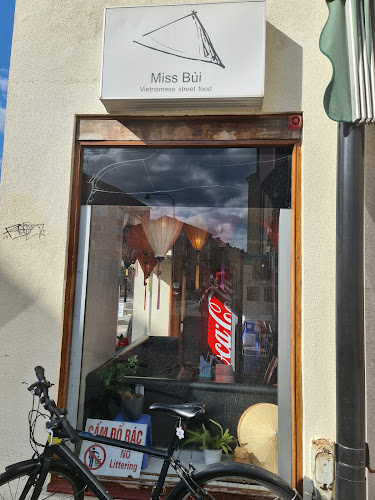 Miss Bùi
Vietnamese street food
Coca-Cola
CẤM ĐỔ RÁC
NO
Littering